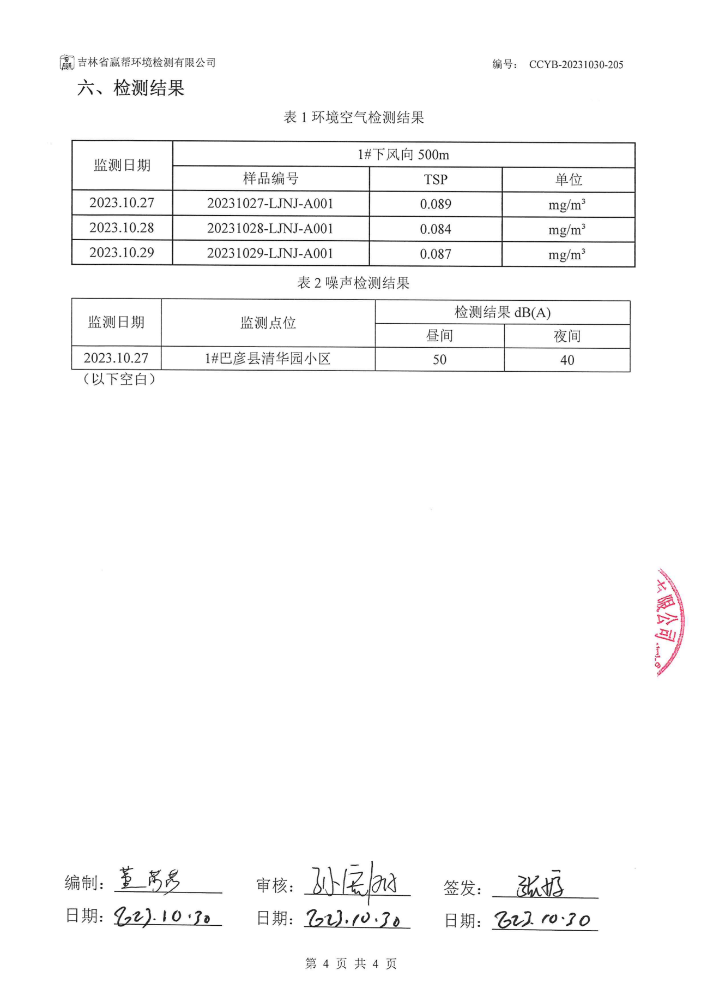 吉林省赢帮环境检测有限公司 编号： CCYB-20231030-205
六、检测结果
表 1 环境空气检测结果
监测日期 1#下风向 500m
样品编号 TSP 单位
2023.10.27 20231027-LJNJ-A001 0.089 mg/m³
2023.10.28 20231028-LJNJ-A001 0.084 mg/m³
2023.10.29 20231029-LJNJ-A001 0.087 mg/m³
表 2 噪声检测结果
监测日期 监测点位 检测结果 dB(A)
昼间 夜间
2023.10.27 1#巴彦县清华园小区 50 40
（以下空白）
限公司
编制： 审核： 签发：
日期：2023.10.30 日期：2023.10.30 日期：2023.10.30
第 4 页 共 4 页